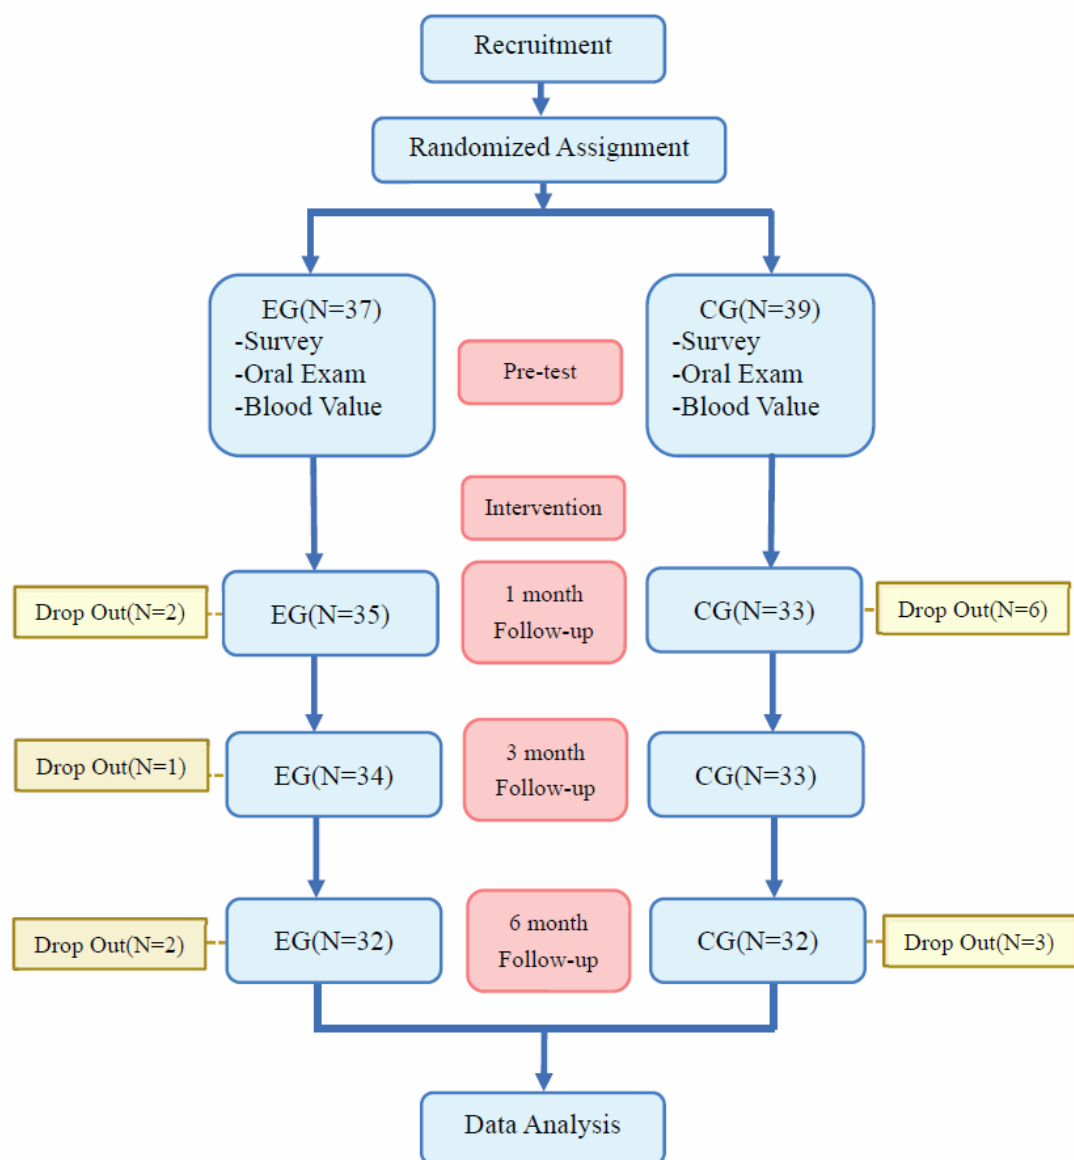 Recruitment
Randomized Assignment
EG(N=37)
-Survey
-Oral Exam
-Blood Value
Pre-test
CG(N=39)
-Survey
-Oral Exam
-Blood Value
Intervention
Drop Out(N=2)
EG(N=35)
1 month
Follow-up
CG(N=33)
Drop Out(N=6)
Drop Out(N=1)
EG(N=34)
3 month
Follow-up
CG(N=33)
Drop Out(N=2)
EG(N=32)
6 month
Follow-up
CG(N=32)
Drop Out(N=3)
Data Analysis